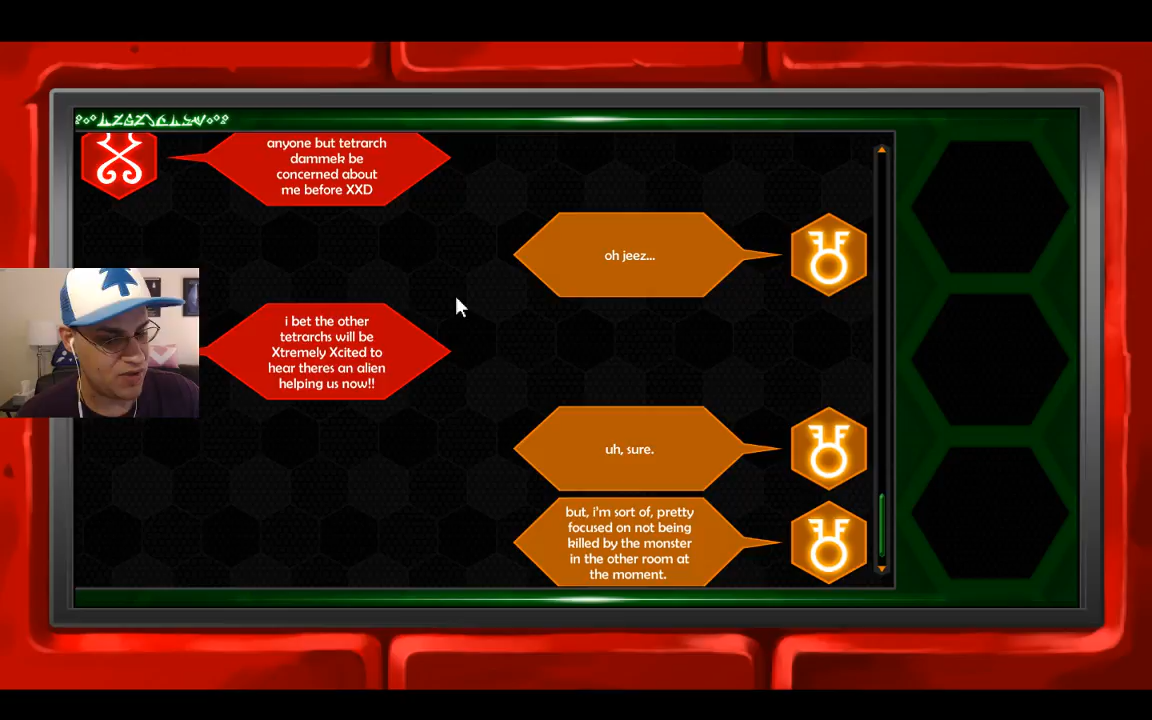 anyone but tetrarch
dammek be
concerned about
me before XXD
oh jeez...
i bet the other
tetrarchs will be
Xtremely Xcited to
hear theres an alien
helping us now!!
uh, sure.
but, i'm sort of, pretty
focused on not being
killed by the monster
in the other room at
the moment.